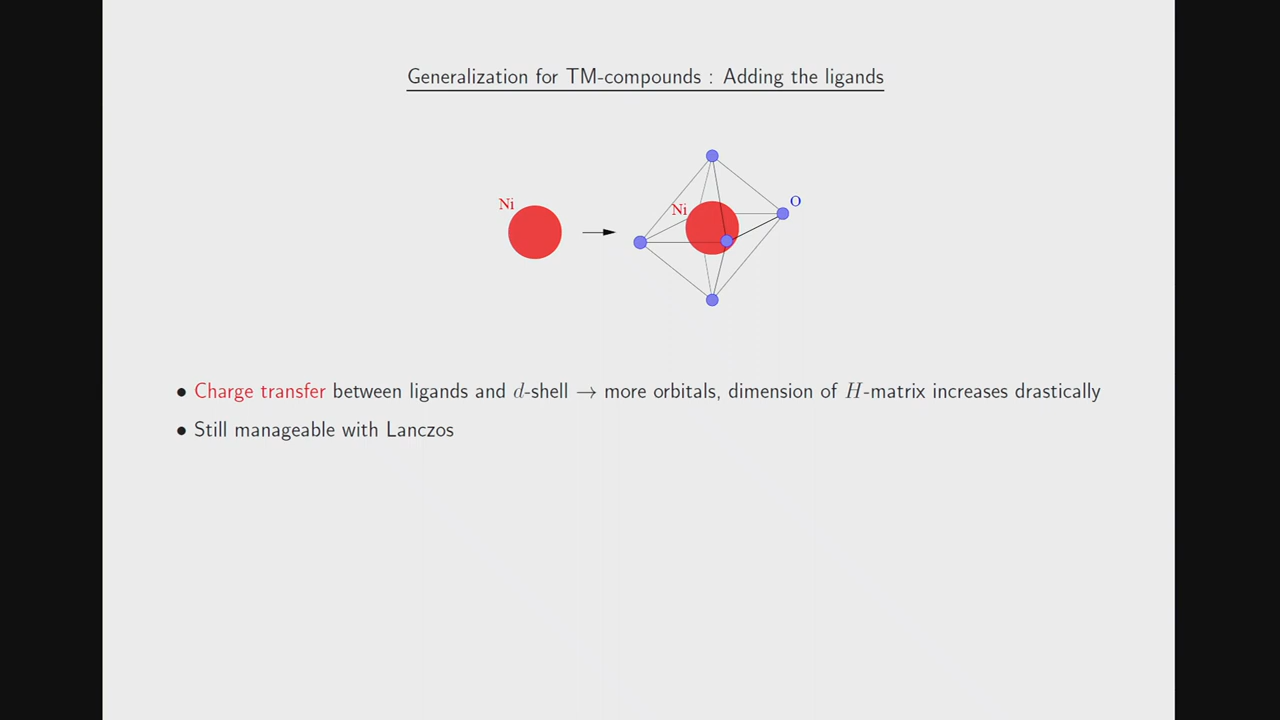 Generalization for TM-compounds : Adding the ligands
Ni
Ni
O
• Charge transfer between ligands and d-shell → more orbitals, dimension of H-matrix increases drastically
• Still manageable with Lanczos